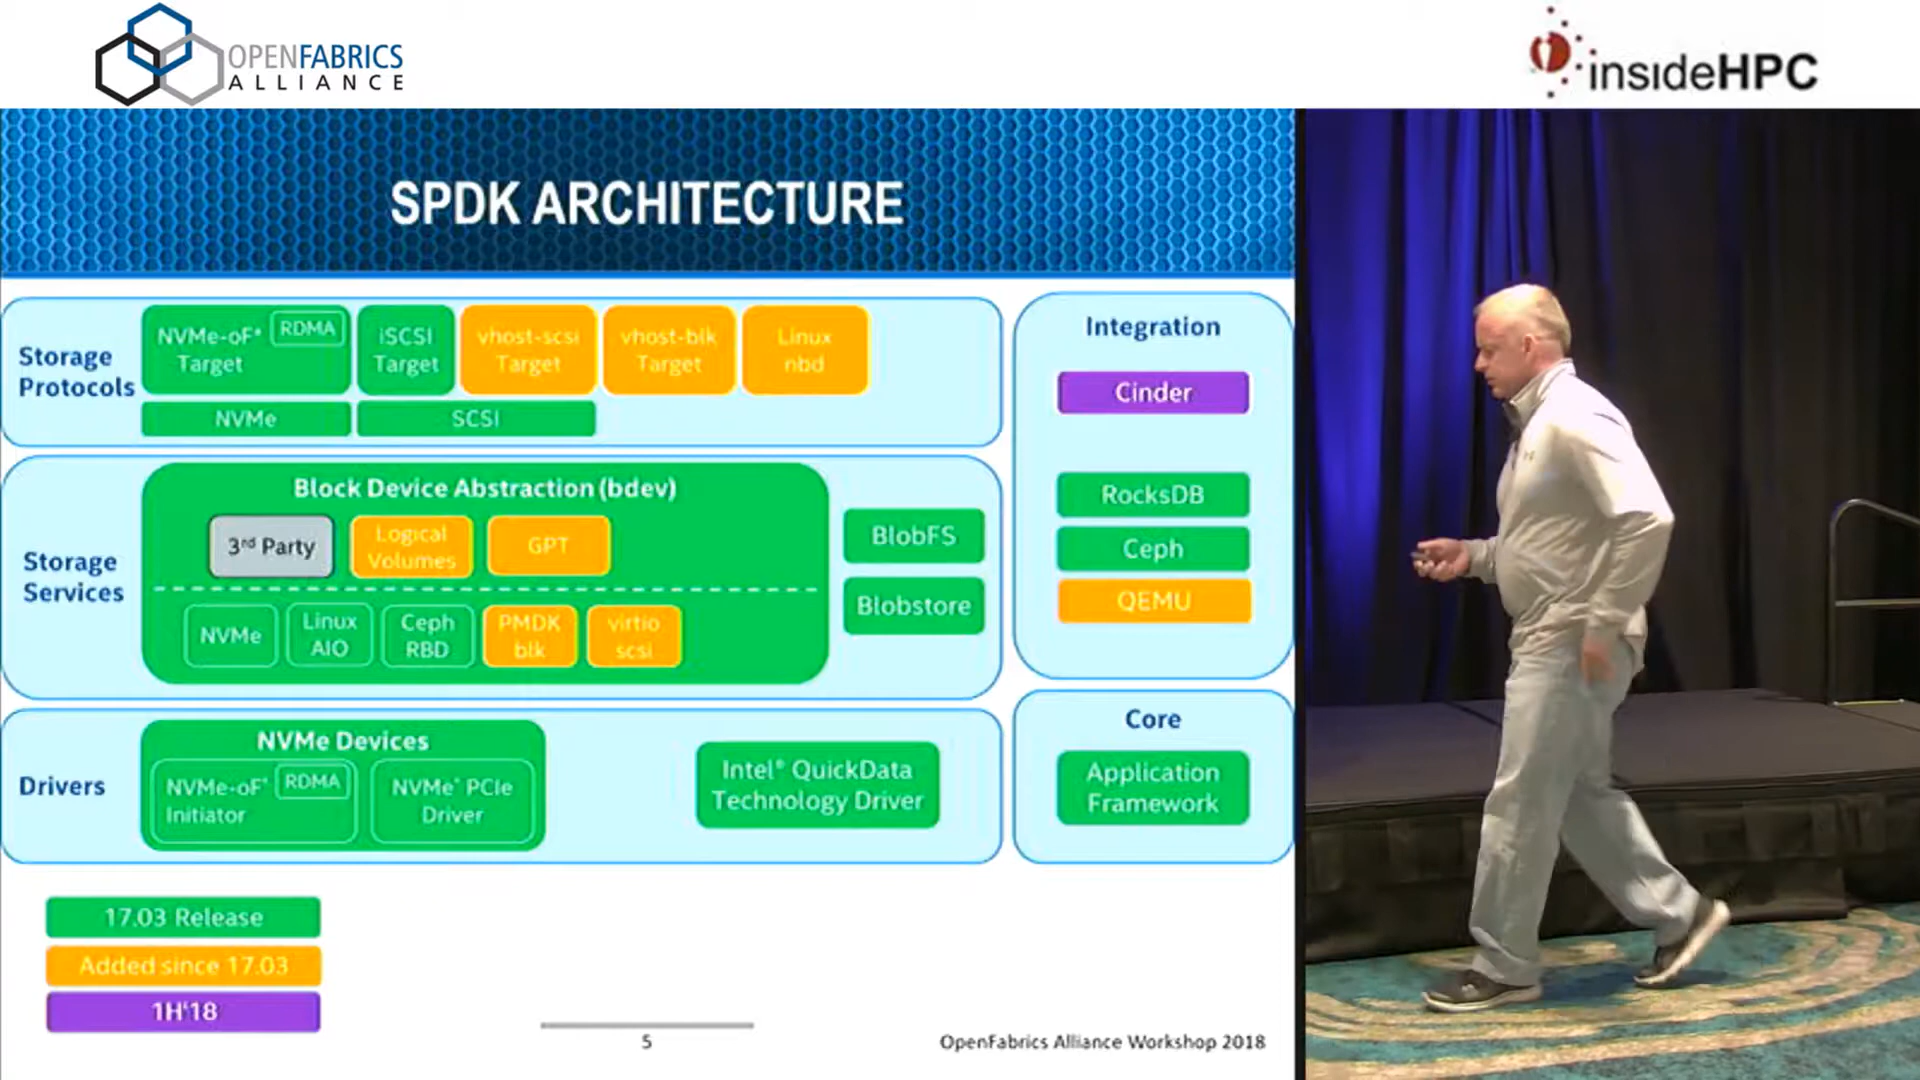 OPENFABRICS
ALLIANCE
insideHPC
SPDK ARCHITECTURE
Storage
Protocols
NVMe-oF*
Target
RDMA
iSCSI
Target
vhost-scsi
Target
vhost-blk
Target
Linux
nbd
NVMe
SCSI
Storage
Services
Block Device Abstraction (bdev)
3rd Party
Logical
Volumes
GPT
NVMe
Linux
AIO
Ceph
RBD
PMDK
blk
virtio
scsi
BlobFS
Blobstore
Drivers
NVMe Devices
NVMe-oF*
Initiator
RDMA
NVMe* PCIe
Driver
Intel® QuickData
Technology Driver
Integration
Cinder
RocksDB
Ceph
QEMU
Core
Application
Framework
17.03 Release
Added since 17.03
1H'18
5
OpenFabrics Alliance Workshop 2018